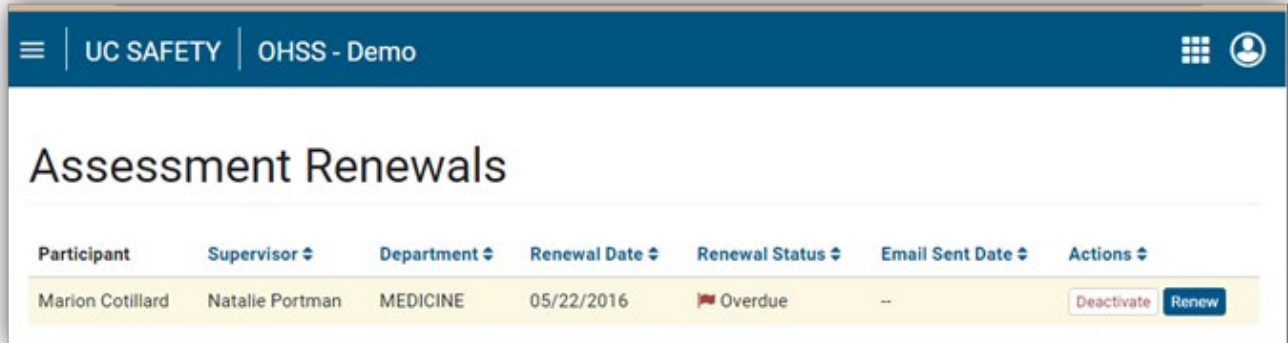 UC SAFETY OHSS - Demo
Assessment Renewals
Participant Supervisor Department Renewal Date Renewal Status Email Sent Date Actions
Marion Cotillard Natalie Portman MEDICINE 05/22/2016 Overdue -- Deactivate Renew